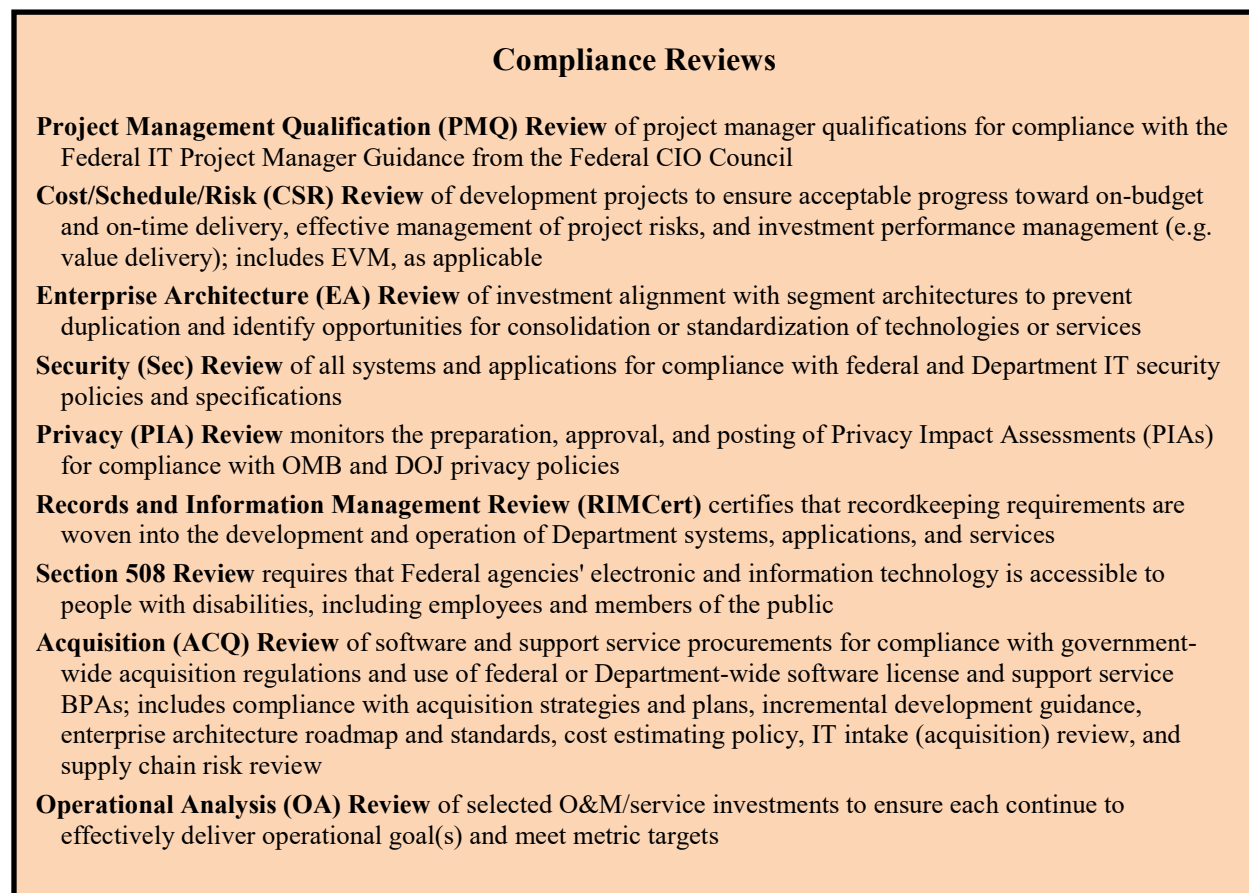 Compliance Reviews
Project Management Qualification (PMQ) Review of project manager qualifications for compliance with the
Federal IT Project Manager Guidance from the Federal CIO Council
Cost/Schedule/Risk (CSR) Review of development projects to ensure acceptable progress toward on-budget
and on-time delivery, effective management of project risks, and investment performance management (e.g.
value delivery); includes EVM, as applicable
Enterprise Architecture (EA) Review of investment alignment with segment architectures to prevent
duplication and identify opportunities for consolidation or standardization of technologies or services
Security (Sec) Review of all systems and applications for compliance with federal and Department IT security
policies and specifications
Privacy (PIA) Review monitors the preparation, approval, and posting of Privacy Impact Assessments (PIAs)
for compliance with OMB and DOJ privacy policies
Records and Information Management Review (RIMCert) certifies that recordkeeping requirements are
woven into the development and operation of Department systems, applications, and services
Section 508 Review requires that Federal agencies' electronic and information technology is accessible to
people with disabilities, including employees and members of the public
Acquisition (ACQ) Review of software and support service procurements for compliance with government-
wide acquisition regulations and use of federal or Department-wide software license and support service
BPAs; includes compliance with acquisition strategies and plans, incremental development guidance,
enterprise architecture roadmap and standards, cost estimating policy, IT intake (acquisition) review, and
supply chain risk review
Operational Analysis (OA) Review of selected O&M/service investments to ensure each continue to
effectively deliver operational goal(s) and meet metric targets